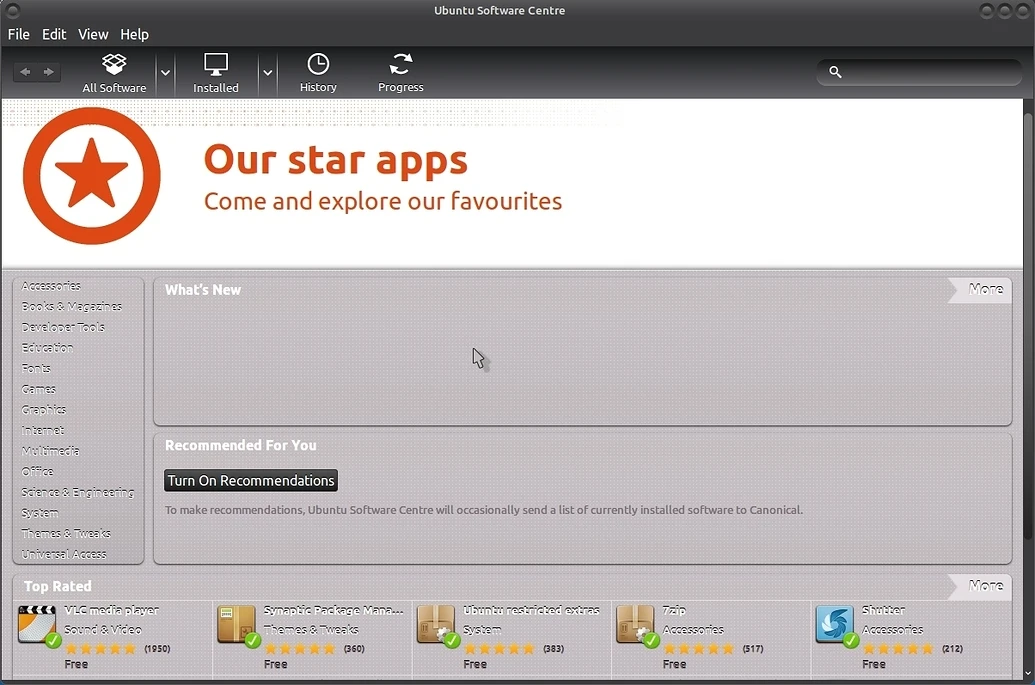 Ubuntu Software Centre
File Edit View Help
All Software Installed History Progress
Our star apps
Come and explore our favourites
Accessories
Books & Magazines
Developer Tools
Education
Fonts
Games
Graphics
Internet
Multimedia
Office
Science & Engineering
System
Themes & Tweaks
Universal Access
What's New More
Recommended For You
Turn On Recommendations
To make recommendations, Ubuntu Software Centre will occasionally send a list of currently installed software to Canonical.
Top Rated More
VLC media player
Sound & Video
(1950)
Free
Synaptic Package Mana...
Themes & Tweaks
(360)
Free
Ubuntu restricted extras
System
(383)
Free
7zip
Accessories
(517)
Free
Shutter
Accessories
(212)
Free